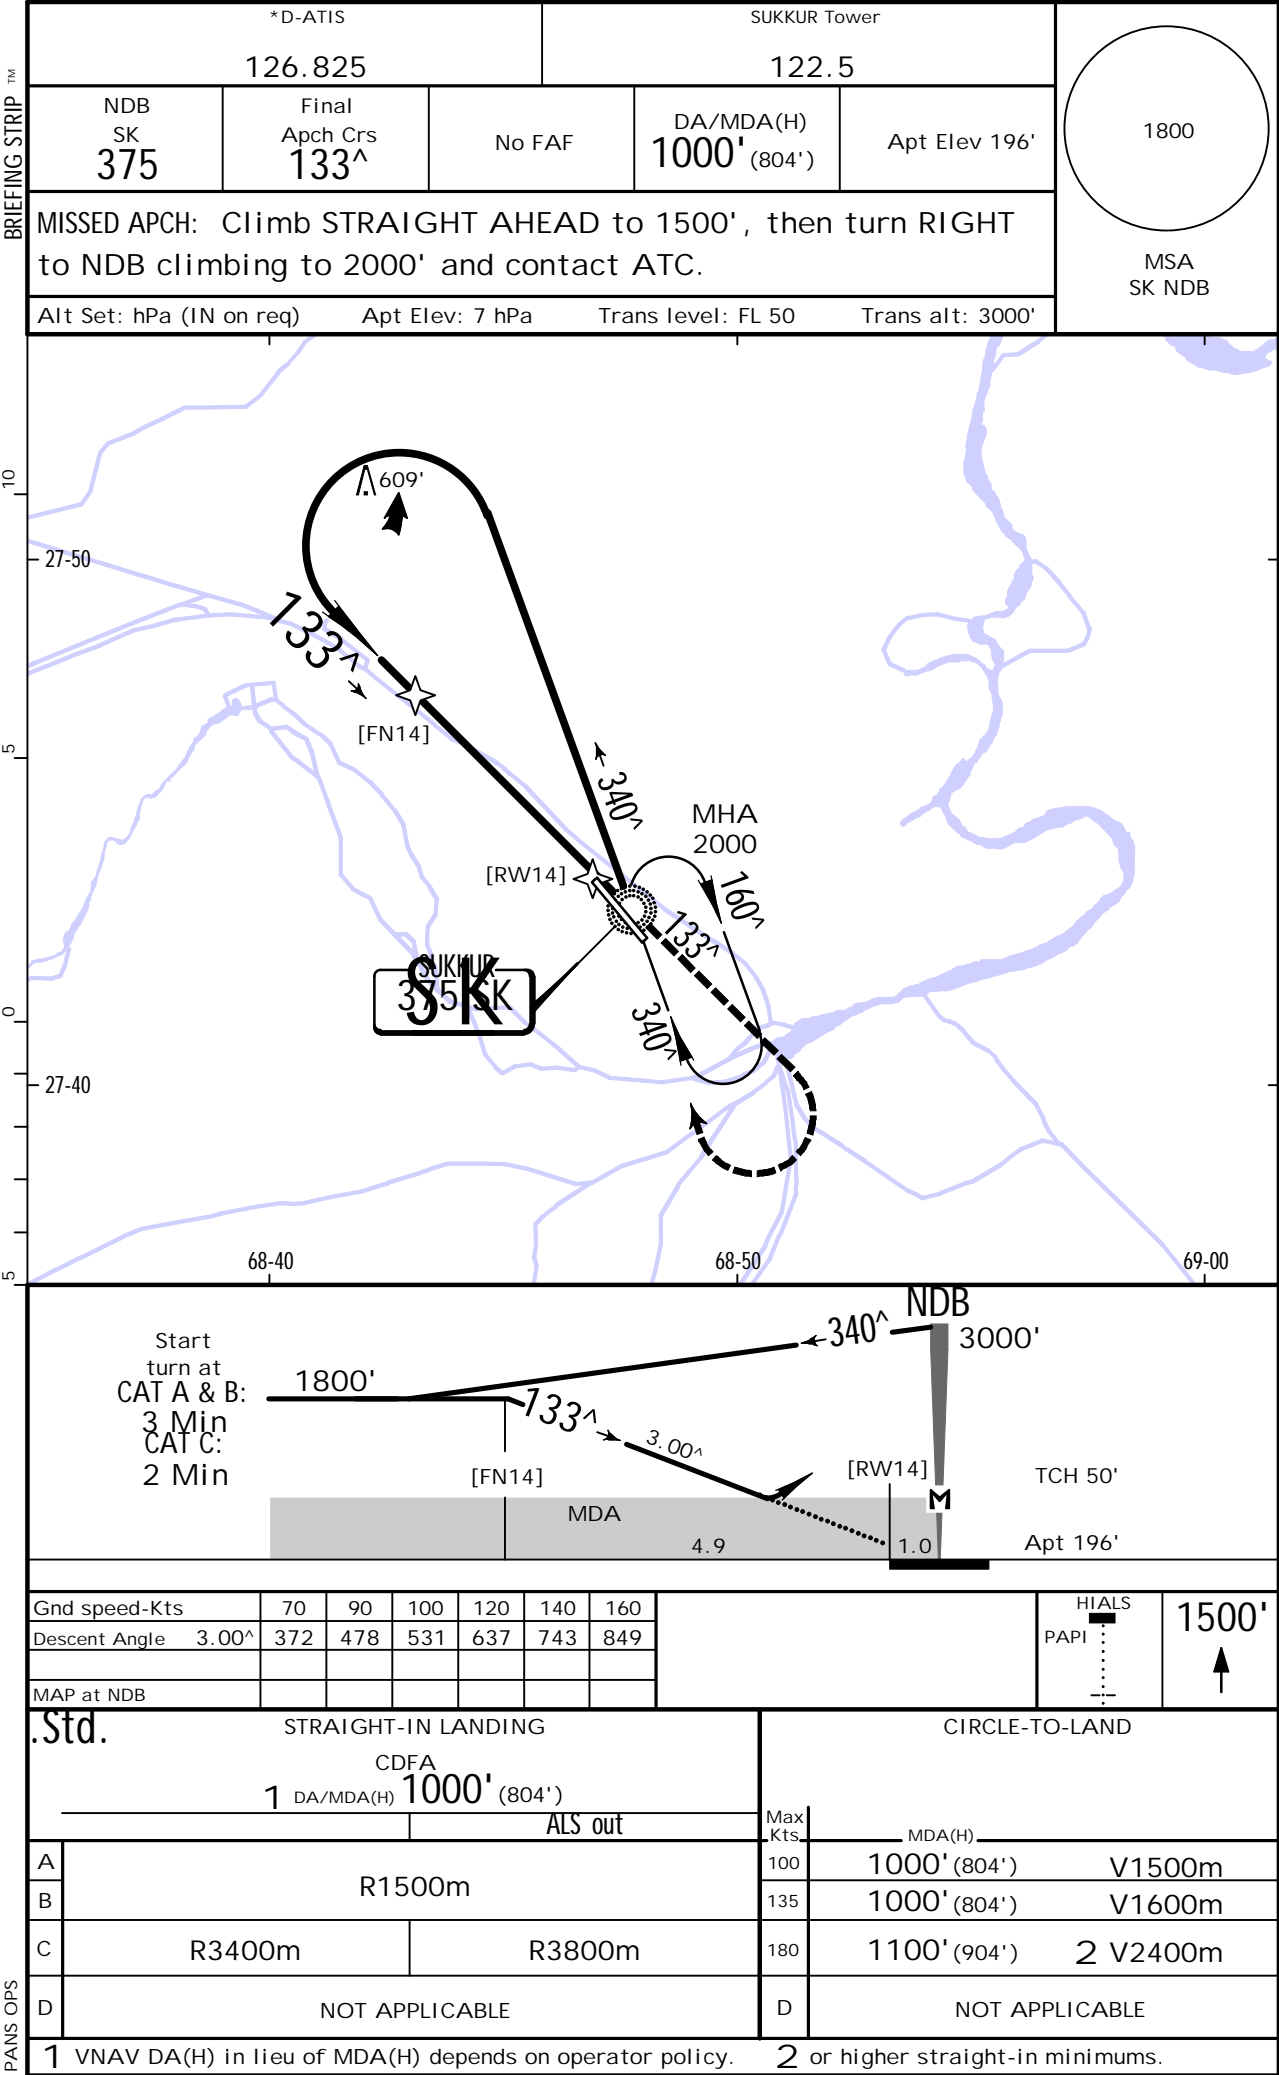 BRIEFING STRIP TM
*D-ATIS
126.825
SUKKUR Tower
122.5
NDB
SK
375
Final
Apch Crs
133^
No FAF
DA/MDA(H)
1000' (804')
Apt Elev 196'
1800
MSA
SK NDB
MISSED APCH: Climb STRAIGHT AHEAD to 1500', then turn RIGHT
to NDB climbing to 2000' and contact ATC.
Alt Set: hPa (IN on req) Apt Elev: 7 hPa Trans level: FL 50 Trans alt: 3000'
10
5
0
5
27-50
27-40
68-40
68-50
69-00
609'
133^
[FN14]
340^
MHA
2000
[RW14]
160^
133^
340^
SUKKUR
375 SK
SK
NDB
3000'
340^
Start
turn at
CAT A & B:
3 Min
CAT C:
2 Min
1800'
133^
3.00^
[FN14]
[RW14]
TCH 50'
M
MDA
4.9
1.0
Apt 196'
Gnd speed-Kts 70 90 100 120 140 160
Descent Angle 3.00^ 372 478 531 637 743 849
MAP at NDB
HIALS
PAPI
1500'
.Std.
STRAIGHT-IN LANDING
CDFA
1 DA/MDA(H) 1000' (804')
ALS out
A
B
R1500m
C R3400m R3800m
D NOT APPLICABLE
CIRCLE-TO-LAND
Max
Kts
MDA(H)
100 1000' (804') V1500m
135 1000' (804') V1600m
180 1100' (904') 2 V2400m
D NOT APPLICABLE
PANS OPS
1 VNAV DA(H) in lieu of MDA(H) depends on operator policy.
2 or higher straight-in minimums.